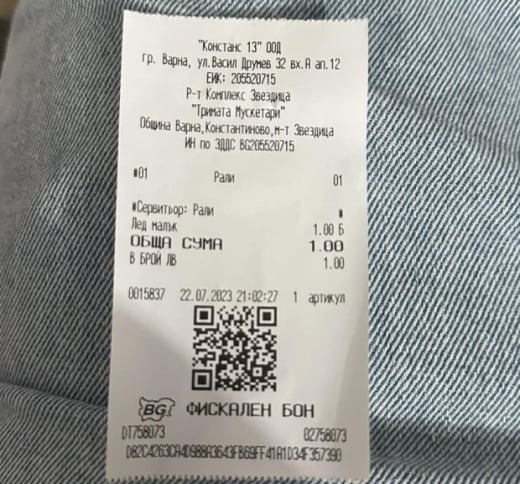 "Констанс 13" ООД
гр. Варна, ул.Васил Друмев 32 вх.А ап.12
ЕИК: 205520715
Р-т Комплекс Звездица
"Тримата Мускетари"
Община Варна,Константиново,м-т Звездица
ИН по ЗДДС BG205520715
#01 Рали 01
#Сервитьор: Рали #
Лед малък 1.00 Б
ОБЩА СУМА 1.00
В БРОЙ ЛВ 1.00
0015837 22.07.2023 21:02:27 1 артикул
BG ФИСКАЛЕН БОН
DT758073 02758073
D82C4263CA4D988A3643FB69FF41A1D34F357390